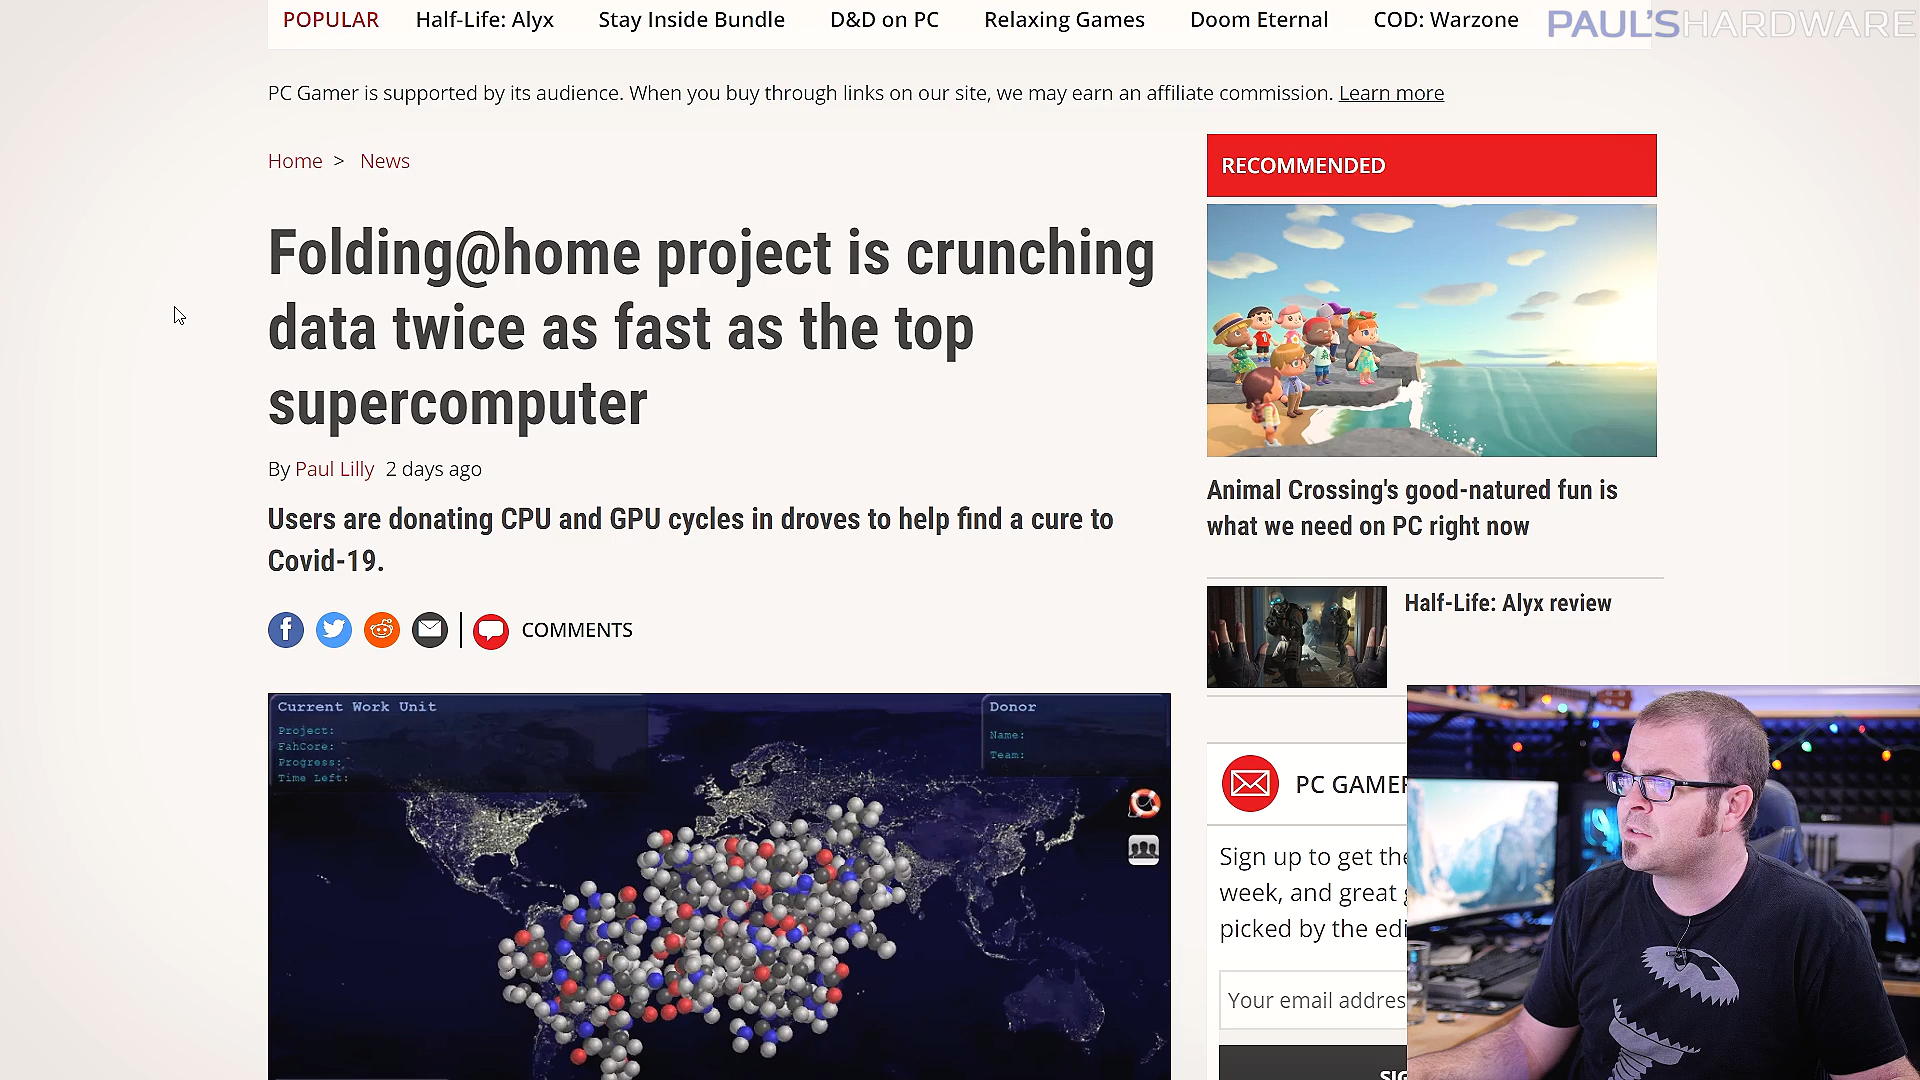 POPULAR Half-Life: Alyx Stay Inside Bundle D&D on PC Relaxing Games Doom Eternal COD: Warzone
PAUL'SHARDWARE
PC Gamer is supported by its audience. When you buy through links on our site, we may earn an affiliate commission. Learn more
Home > News
Folding@home project is crunching
data twice as fast as the top
supercomputer
By Paul Lilly 2 days ago
Users are donating CPU and GPU cycles in droves to help find a cure to
Covid-19.
COMMENTS
Current Work Unit
Project:
FahCore:
Progress:
Time Left:
Donor
Name:
Team:
RECOMMENDED
Animal Crossing's good-natured fun is
what we need on PC right now
Half-Life: Alyx review
PC GAMER
Sign up to get the
week, and great
picked by the
Your email